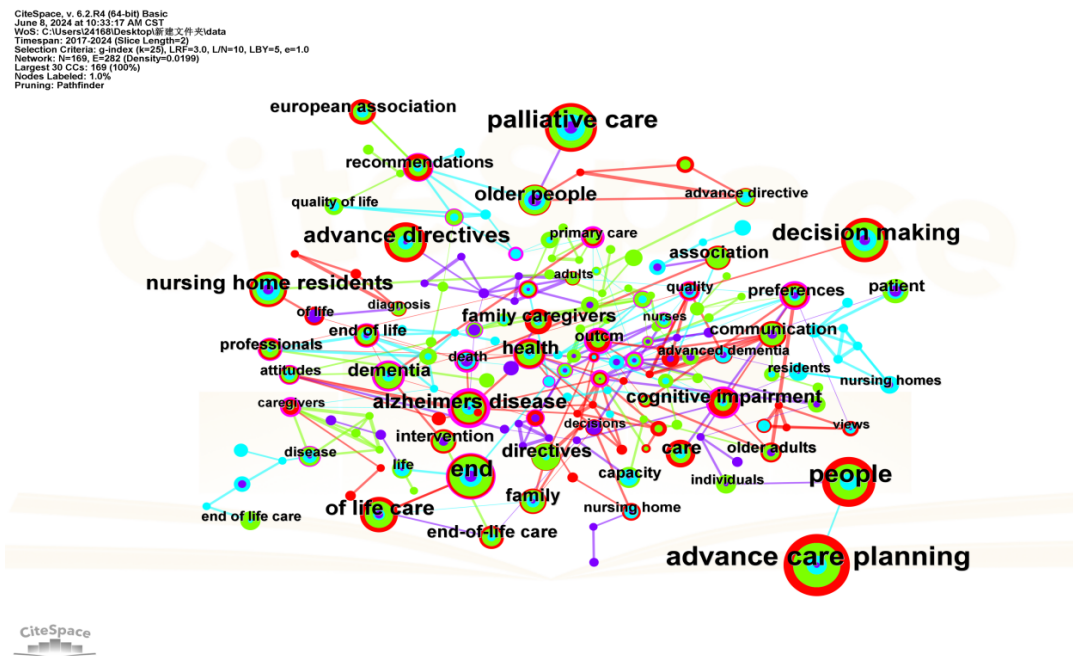 CiteSpace, v. 6.2.R4 (64-bit) Basic
June 8, 2024 at 10:33:17 AM CST
WoS: C:\Users\24168\Desktop\新建文件夹\data
Timespan: 2017-2024 (Slice Length=2)
Selection Criteria: g-index (k=25), LRF=3.0, L/N=10, LBY=5, e=1.0
Network: N=169, E=282 (Density=0.0199)
Largest 30 CCs: 169 (100%)
Nodes Labeled: 1.0%
Pruning: Pathfinder
european association
palliative care
recommendations
older people
advance directive
quality of life
advance directives
primary care
decision making
association
nursing home residents
adults
quality
preferences
patient
diagnosis
of life
family caregivers
nurses
end of life
outcm
communication
professionals
health
advanced dementia
death
attitudes
dementia
residents
nursing homes
caregivers
alzheimers disease
cognitive impairment
decisions
views
intervention
disease
directives
care
older adults
life
end
capacity
people
individuals
family
of life care
nursing home
end of life care
end-of-life care
advance care planning
CiteSpace
CiteSpace